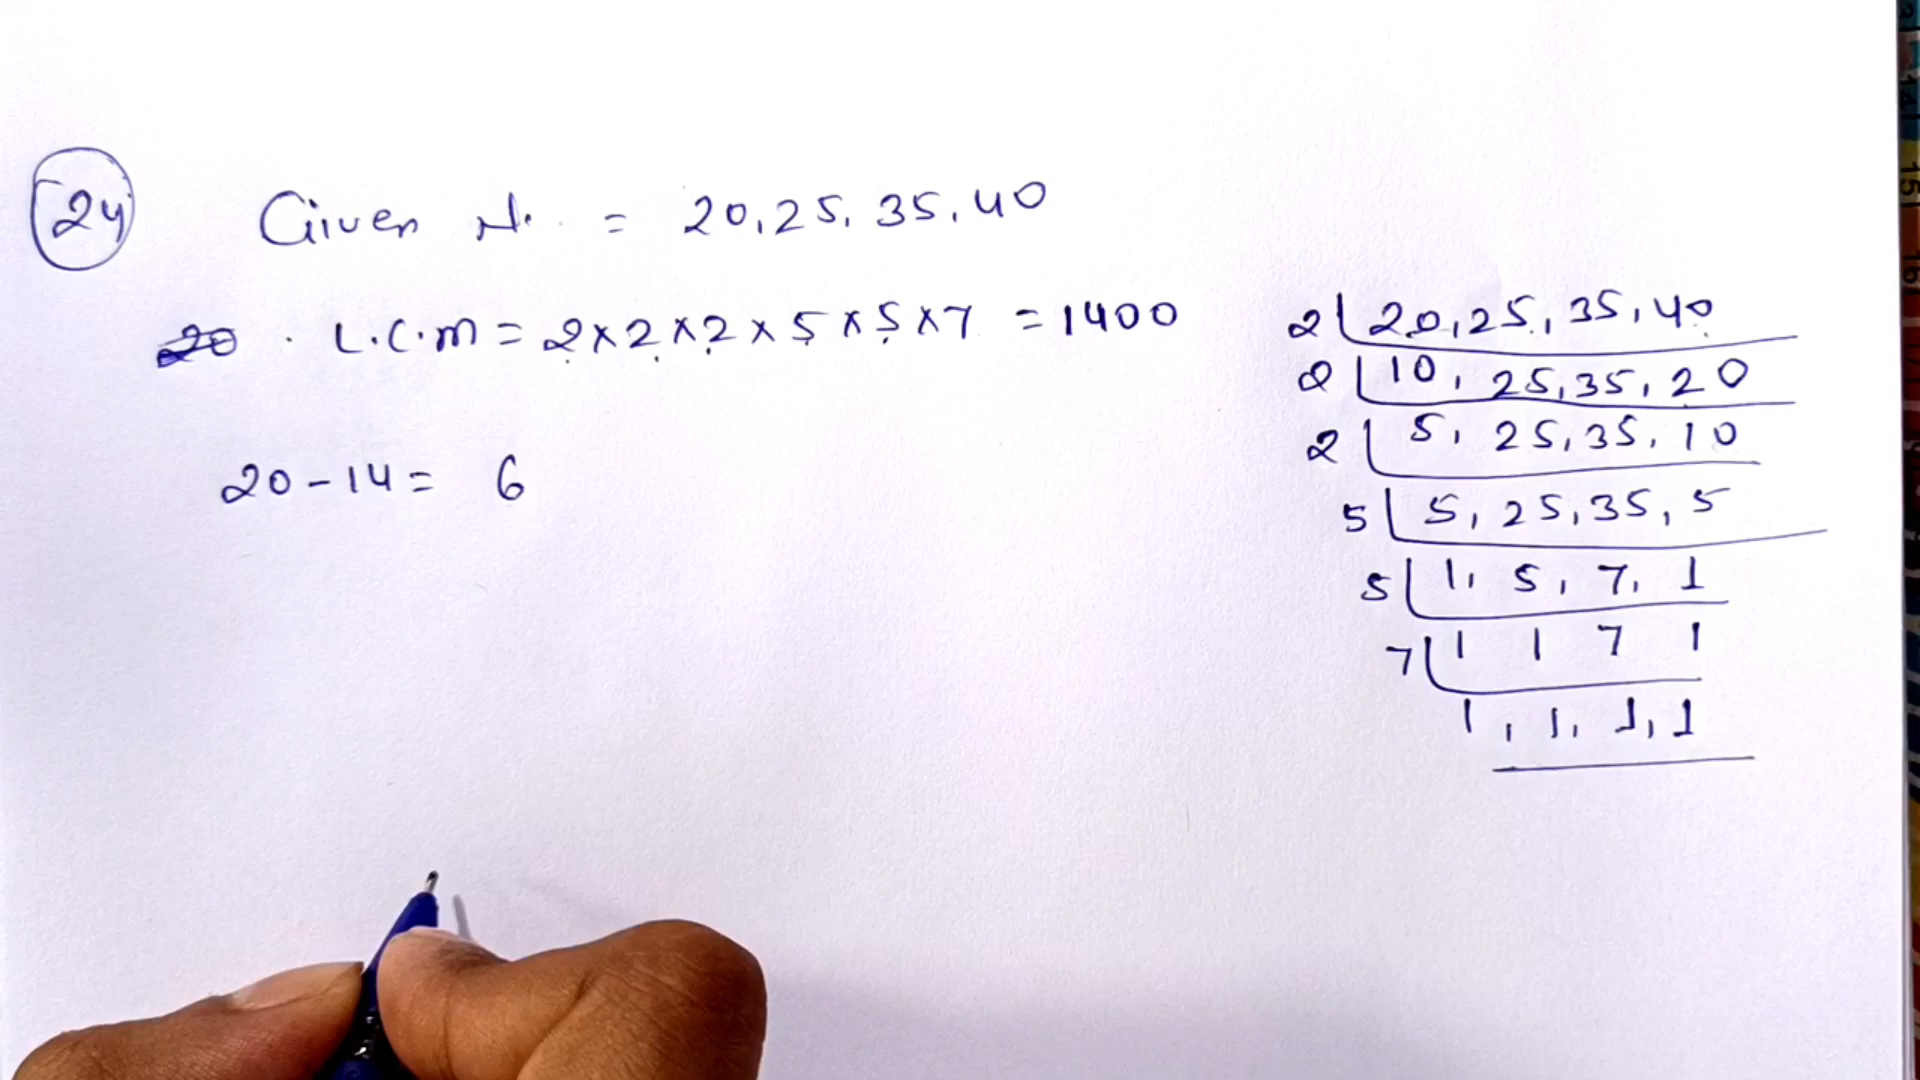 24 Given N. = 20, 25, 35, 40
20 . L.C.M = 2×2×2×5×5×7 = 1400
20 - 14 = 6
2 20, 25, 35, 40
2 10, 25, 35, 20
2 5, 25, 35, 10
5 5, 25, 35, 5
5 1, 5, 7, 1
7 1 1 7 1
1, 1, 1, 1
15
16